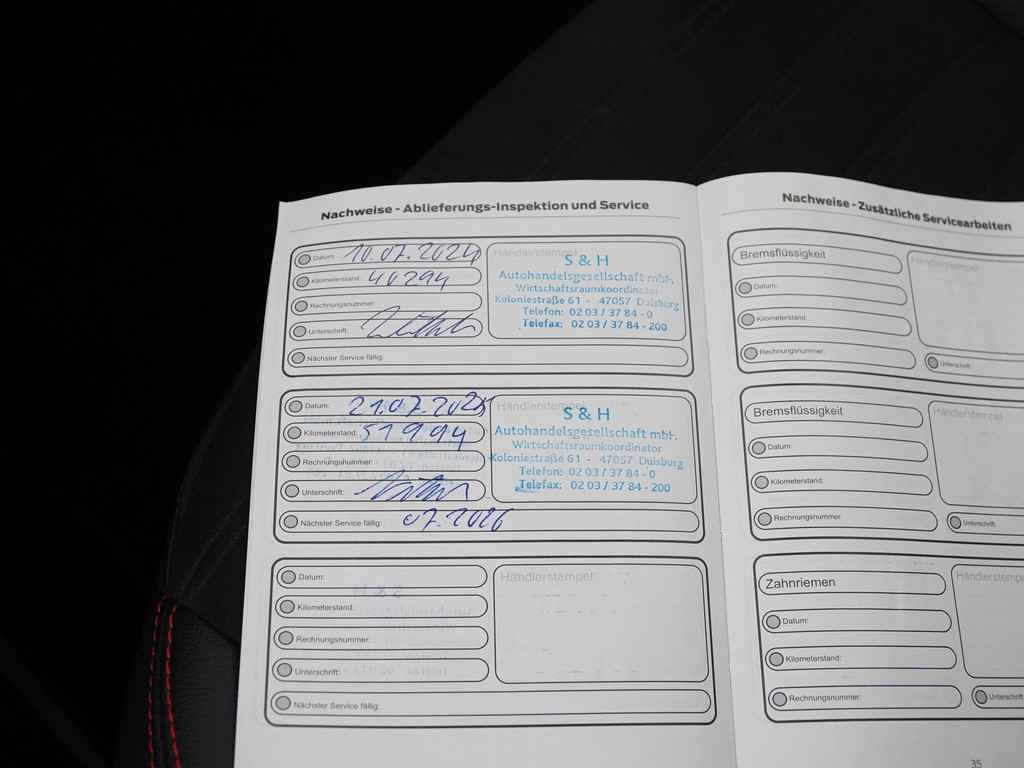 Nachweise - Ablieferungs-Inspektion und Service
Datum: 10.07.2024
Kilometerstand: 40294
Rechnungsnummer:
Unterschrift:
Nächster Service fällig:
Händlerstempel:
S & H
Autohandelsgesellschaft mbH.
Wirtschaftsraumkoordinator
Koloniestraße 61 - 47057 Duisburg
Telefon: 02 03 / 37 84 - 0
Telefax: 02 03 / 37 84 - 200
Datum: 21.07.2025
Kilometerstand: 51994
Rechnungsnummer:
Unterschrift:
Nächster Service fällig: 07.2026
Händlerstempel:
S & H
Autohandelsgesellschaft mbH.
Wirtschaftsraumkoordinator
Koloniestraße 61 - 47057 Duisburg
Telefon: 02 03 / 37 84 - 0
Telefax: 02 03 / 37 84 - 200
Datum:
Kilometerstand:
Rechnungsnummer:
Unterschrift:
Nächster Service fällig:
Händlerstempel:
Nachweise - Zusätzliche Servicearbeiten
Bremsflüssigkeit
Datum:
Kilometerstand:
Rechnungsnummer:
Händlerstempel
Unterschrift:
Bremsflüssigkeit
Datum:
Kilometerstand:
Rechnungsnummer:
Händlerstempel
Unterschrift:
Zahnriemen
Datum:
Kilometerstand:
Rechnungsnummer:
Händlerstempel
Unterschrift:
35